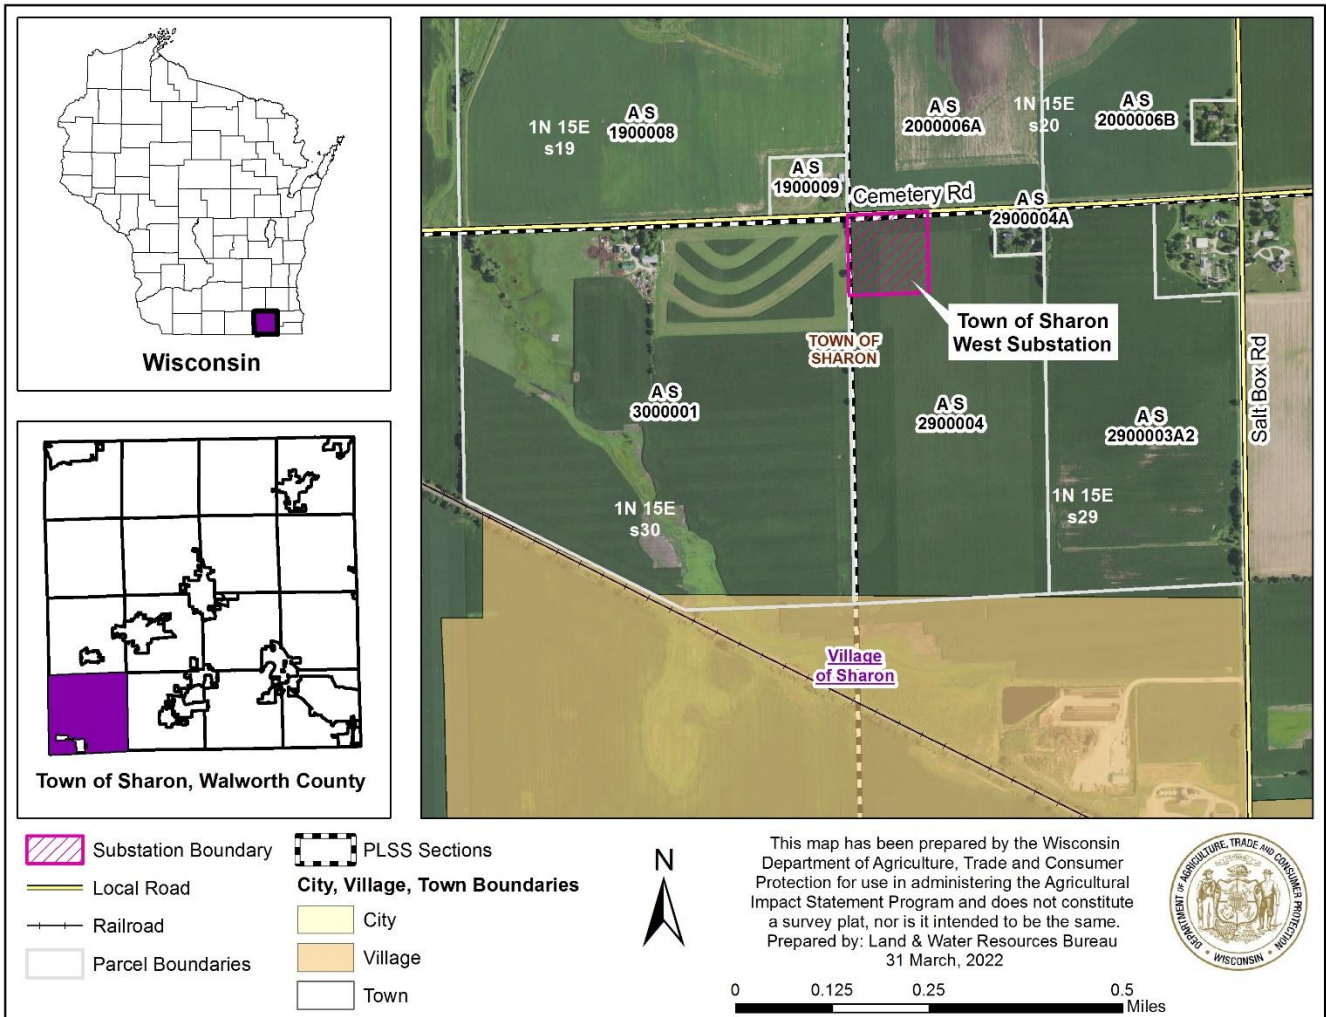 Wisconsin
Town of Sharon, Walworth County
A S
1900008
1N 15E
s19
A S
2000006A
1N 15E
s20
A S
2000006B
A S
1900009
Cemetery Rd
A S
2900004A
Town of Sharon
West Substation
TOWN OF
SHARON
Salt Box Rd
A S
3000001
A S
2900004
A S
2900003A2
1N 15E
s30
1N 15E
s29
Village
of Sharon
Substation Boundary
Local Road
Railroad
Parcel Boundaries
PLSS Sections
City, Village, Town Boundaries
City
Village
Town
N
This map has been prepared by the Wisconsin
Department of Agriculture, Trade and Consumer
Protection for use in administering the Agricultural
Impact Statement Program and does not constitute
a survey plat, nor is it intended to be the same.
Prepared by: Land & Water Resources Bureau
31 March, 2022
0 0.125 0.25 0.5
Miles
DEPARTMENT OF AGRICULTURE, TRADE AND CONSUMER PROTECTION
WISCONSIN